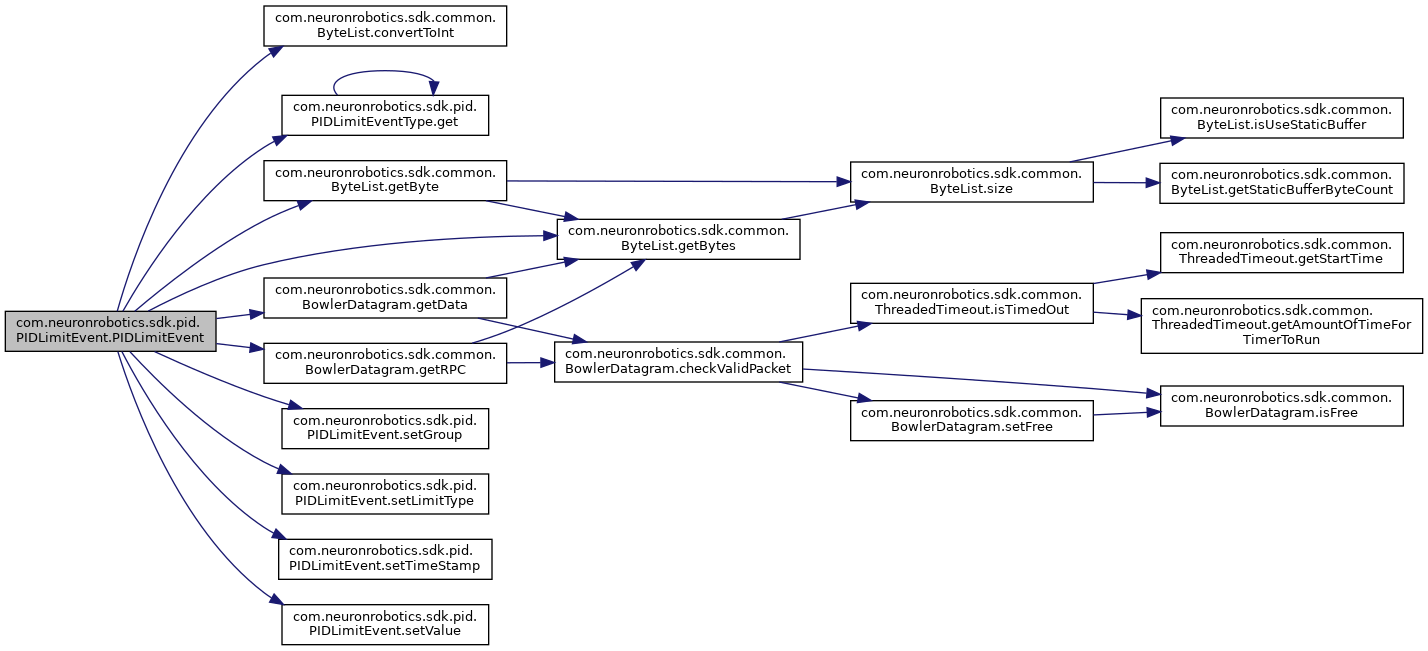 com.neuronrobotics.sdk.common.
ByteList.convertToInt
com.neuronrobotics.sdk.pid.
PIDLimitEventType.get
com.neuronrobotics.sdk.common.
ByteList.isUseStaticBuffer
com.neuronrobotics.sdk.common.
ByteList.getByte
com.neuronrobotics.sdk.common.
ByteList.size
com.neuronrobotics.sdk.common.
ByteList.getStaticBufferByteCount
com.neuronrobotics.sdk.common.
ByteList.getBytes
com.neuronrobotics.sdk.common.
ThreadedTimeout.getStartTime
com.neuronrobotics.sdk.common.
BowlerDatagram.getData
com.neuronrobotics.sdk.common.
ThreadedTimeout.isTimedOut
com.neuronrobotics.sdk.common.
ThreadedTimeout.getAmountOfTimeFor
TimerToRun
com.neuronrobotics.sdk.pid.
PIDLimitEvent.PIDLimitEvent
com.neuronrobotics.sdk.common.
BowlerDatagram.getRPC
com.neuronrobotics.sdk.common.
BowlerDatagram.checkValidPacket
com.neuronrobotics.sdk.common.
BowlerDatagram.isFree
com.neuronrobotics.sdk.common.
BowlerDatagram.setFree
com.neuronrobotics.sdk.pid.
PIDLimitEvent.setGroup
com.neuronrobotics.sdk.pid.
PIDLimitEvent.setLimitType
com.neuronrobotics.sdk.pid.
PIDLimitEvent.setTimeStamp
com.neuronrobotics.sdk.pid.
PIDLimitEvent.setValue